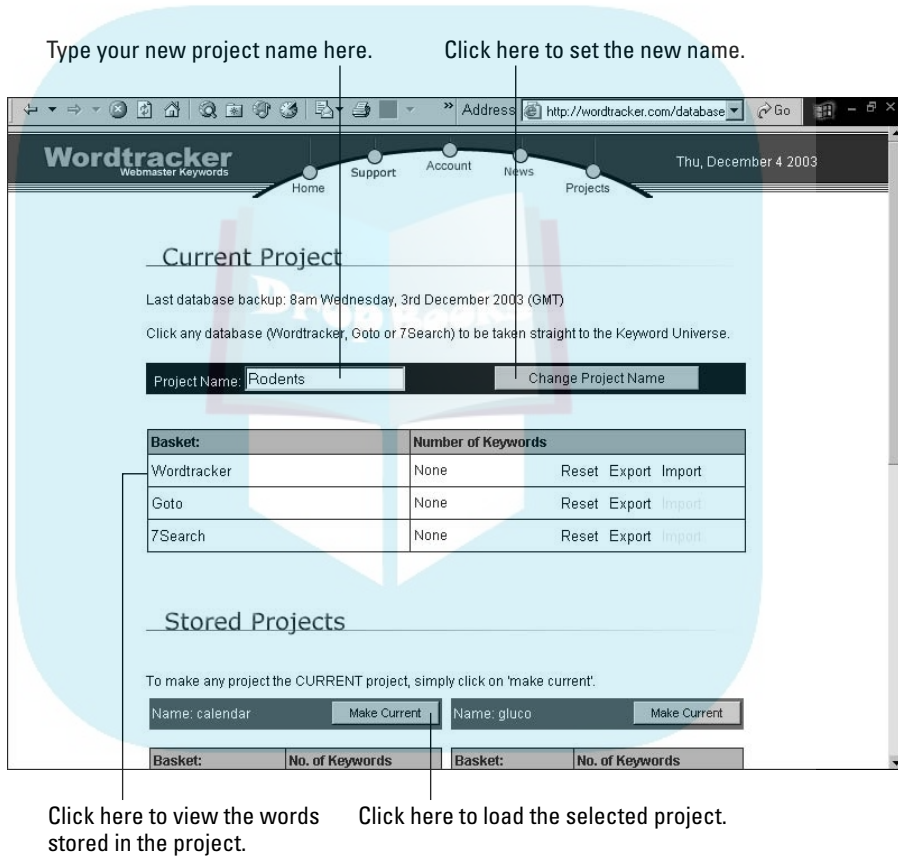 Type your new project name here. Click here to set the new name.
» Address http://wordtracker.com/database Go
Wordtracker
Webmaster Keywords
Home Support Account News Projects
Thu, December 4 2003
Current Project
Last database backup: 8am Wednesday, 3rd December 2003 (GMT)
Click any database (Wordtracker, Goto or 7Search) to be taken straight to the Keyword Universe.
Project Name: Rodents Change Project Name
Basket: Number of Keywords
Wordtracker None Reset Export Import
Goto None Reset Export Import
7Search None Reset Export Import
Stored Projects
To make any project the CURRENT project, simply click on 'make current'.
Name: calendar Make Current Name: gluco Make Current
Basket: No. of Keywords Basket: No. of Keywords
Click here to view the words
stored in the project.
Click here to load the selected project.
DropBooks